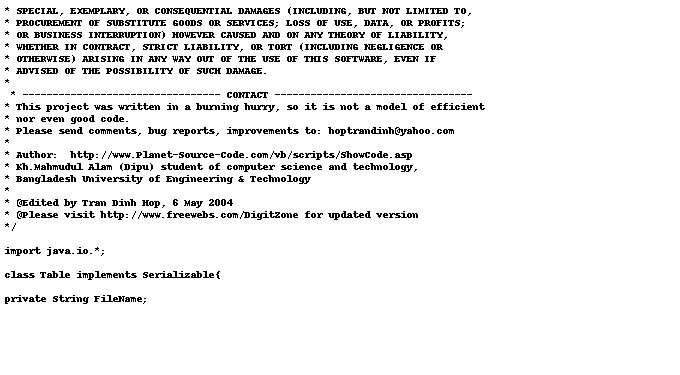 * SPECIAL, EXEMPLARY, OR CONSEQUENTIAL DAMAGES (INCLUDING, BUT NOT LIMITED TO,
* PROCUREMENT OF SUBSTITUTE GOODS OR SERVICES; LOSS OF USE, DATA, OR PROFITS;
* OR BUSINESS INTERRUPTION) HOWEVER CAUSED AND ON ANY THEORY OF LIABILITY,
* WHETHER IN CONTRACT, STRICT LIABILITY, OR TORT (INCLUDING NEGLIGENCE OR
* OTHERWISE) ARISING IN ANY WAY OUT OF THE USE OF THIS SOFTWARE, EVEN IF
* ADVISED OF THE POSSIBILITY OF SUCH DAMAGE.
*
* --------------------------------- CONTACT ---------------------------------
* This project was written in a burning hurry, so it is not a model of efficient
* nor even good code.
* Please send comments, bug reports, improvements to: hoptrandinh@yahoo.com
*
* Author:  http://www.Planet-Source-Code.com/vb/scripts/ShowCode.asp
* Kh.Mahmudul Alam (Dipu) student of computer science and technology,
* Bangladesh University of Engineering & Technology
*
* @Edited by Tran Dinh Hop, 6 May 2004
* @Please visit http://www.freewebs.com/DigitZone for updated version
*/
import java.io.*;
class Table implements Serializable{
private String FileName;